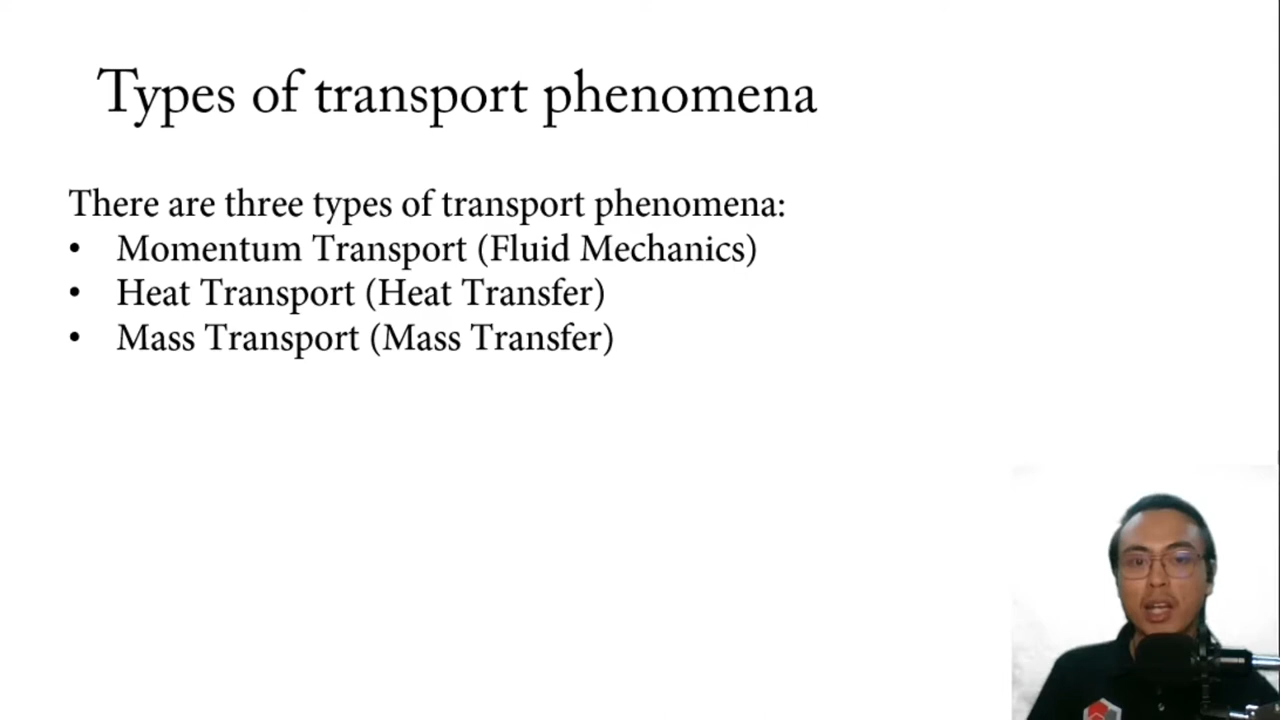 Types of transport phenomena
There are three types of transport phenomena:
• Momentum Transport (Fluid Mechanics)
• Heat Transport (Heat Transfer)
• Mass Transport (Mass Transfer)